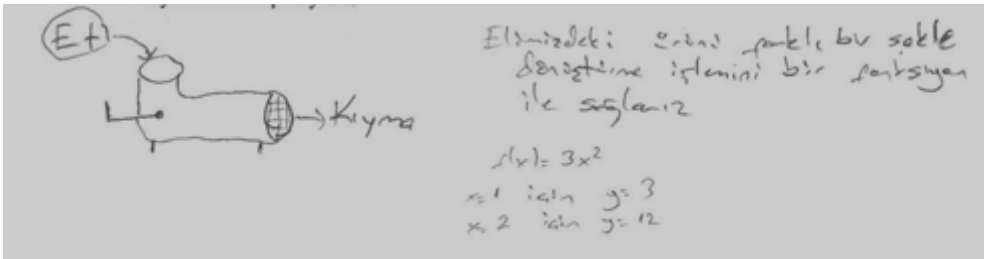 Et
Kıyma
Elimizdeki ürünü farklı bir şekle
dönüştürme işlemini bir fonksiyon
ile sağlarız
f(x)= 3x²
x=1 için y=3
x=2 için y=12